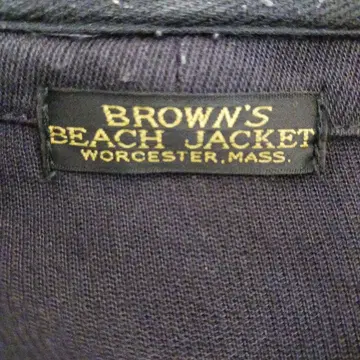 BROWN'S
BEACH JACKET
WORCESTER, MASS.